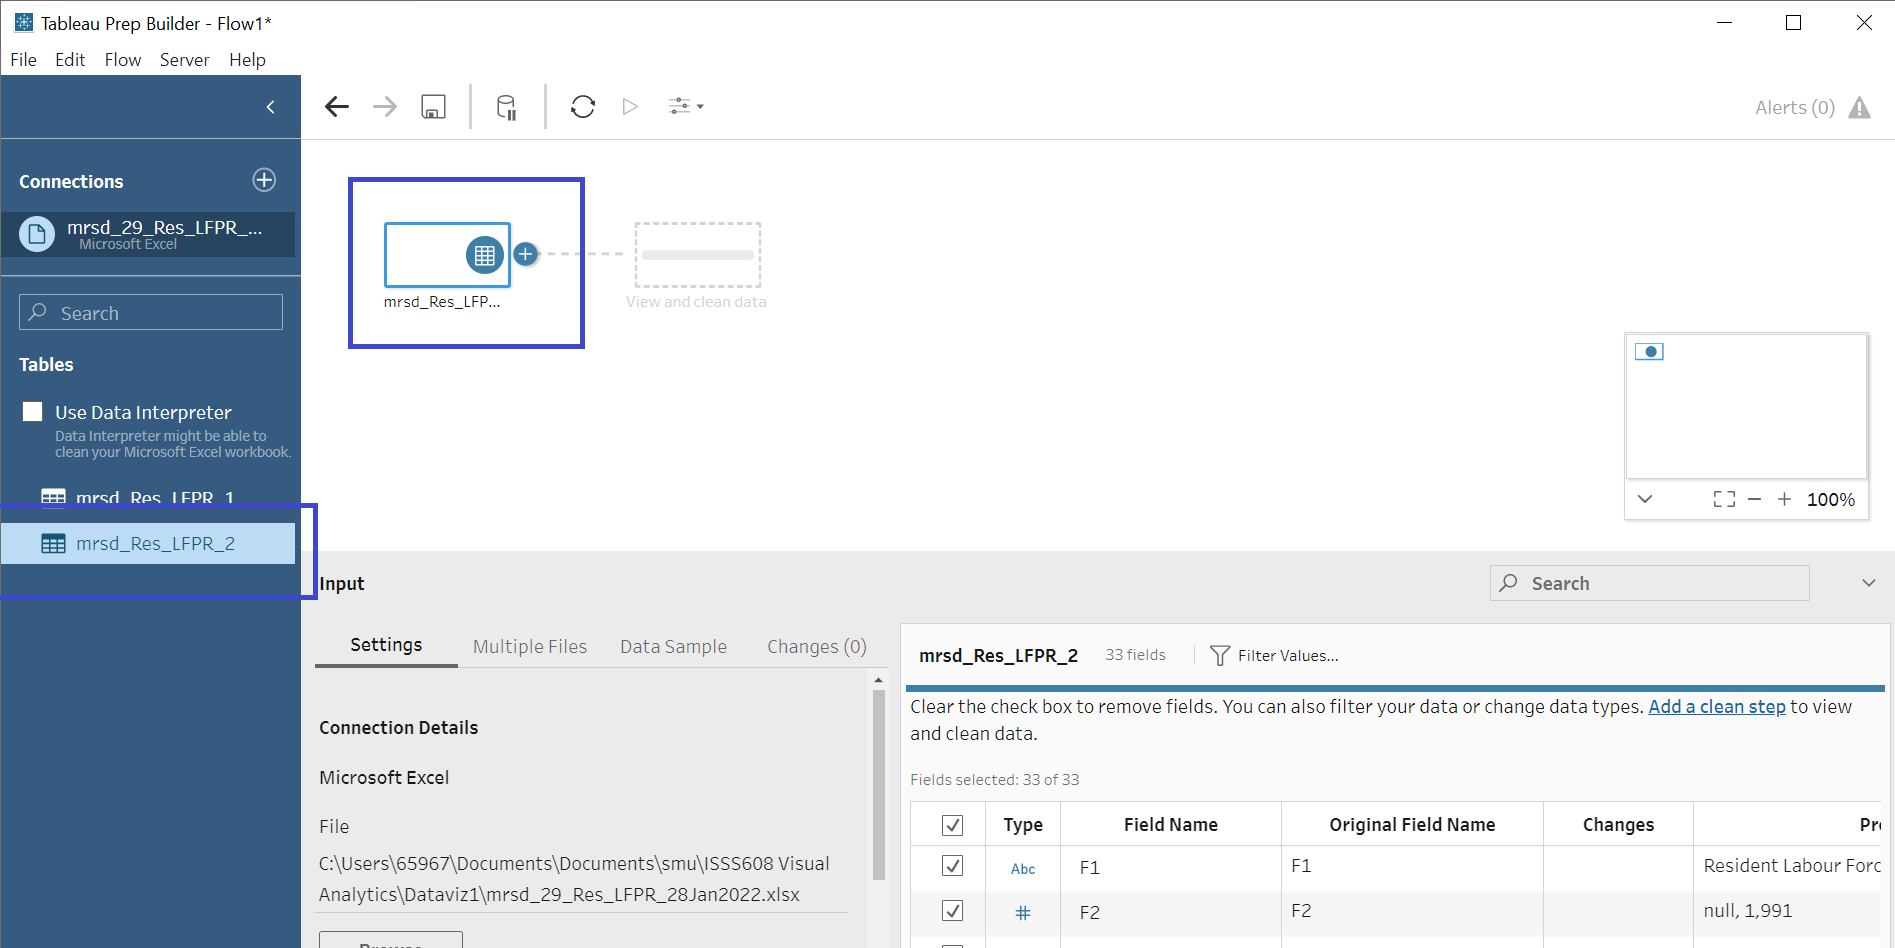 Tableau Prep Builder - Flow1*
File Edit Flow Server Help
Alerts (0)
Connections
mrsd_29_Res_LFPR_...
Microsoft Excel
Search
Tables
Use Data Interpreter
Data Interpreter might be able to
clean your Microsoft Excel workbook.
mrsd_Res_LFPR_1
mrsd_Res_LFPR_2
mrsd_Res_LFP...
View and clean data
100%
Input
Search
Settings Multiple Files Data Sample Changes (0)
Connection Details
Microsoft Excel
File
C:\Users\65967\Documents\Documents\smu\ISSS608 Visual
Analytics\Dataviz1\mrsd_29_Res_LFPR_28Jan2022.xlsx
Browse
mrsd_Res_LFPR_2 33 fields Filter Values...
Clear the check box to remove fields. You can also filter your data or change data types. Add a clean step to view
and clean data.
Fields selected: 33 of 33
Type Field Name Original Field Name Changes Pre
Abc F1 F1 Resident Labour Forc
# F2 F2 null, 1,991